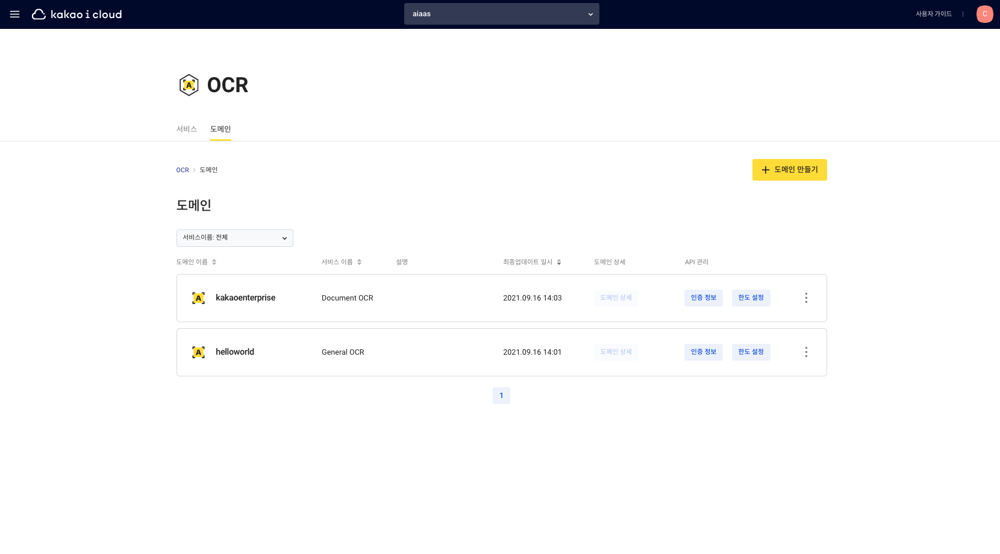 kakao i cloud aiaas 사용자 가이드 C
A OCR
서비스 도메인
OCR 〉 도메인 + 도메인 만들기
도메인
서비스이름: 전체
도메인 이름 서비스 이름 설명 최종업데이트 일시 도메인 상세 API 관리
A kakaoenterprise Document OCR 2021.09.16 14:03 도메인 상세 인증 정보 한도 설정
A helloworld General OCR 2021.09.16 14:01 도메인 상세 인증 정보 한도 설정
1